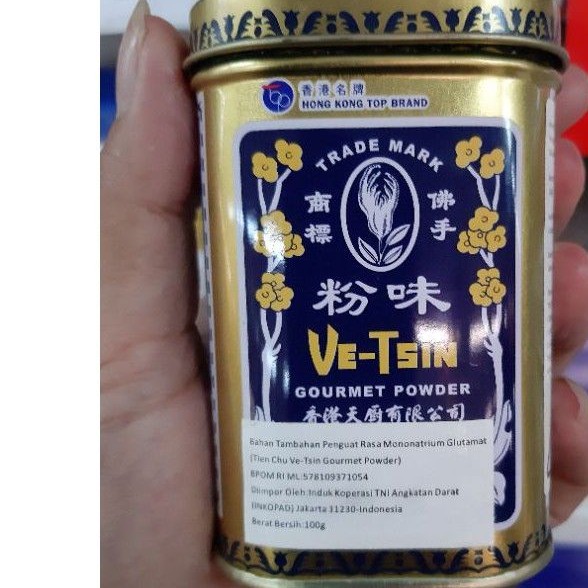 香港名牌
HONG KONG TOP BRAND
TRADE MARK
商標
佛手
粉味
VE-TSIN
GOURMET POWDER
香港天厨有限公司
Bahan Tambahan Penguat Rasa Mononatrium Glutamat
(Tien Chu Ve-Tsin Gourmet Powder)
BPOM RI ML:578109371054
Diimpor Oleh:Induk Koperasi TNI Angkatan Darat
(INKOPAD) Jakarta 11230-Indonesia
Berat Bersih:100g